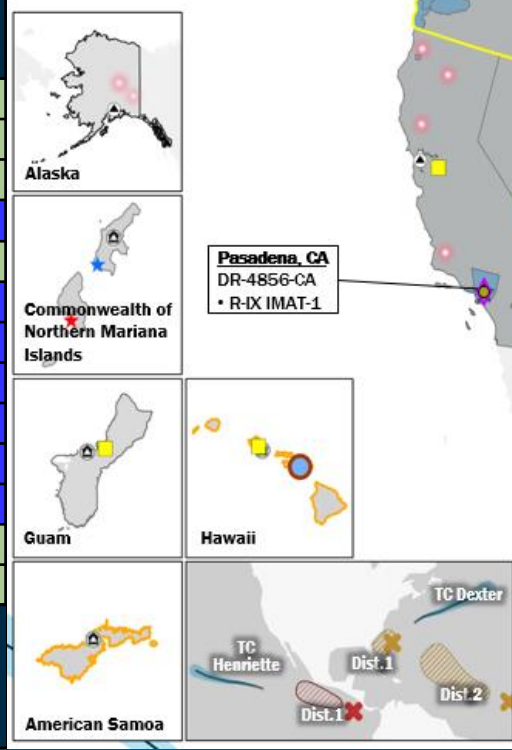 Alaska
Commonwealth of
Northern Mariana
Islands
Pasadena, CA
DR-4856-CA
• R-IX IMAT-1
Guam
Hawaii
American Samoa
TC
Henriette
Dist.1
Dist.1
TC Dexter
Dist.2